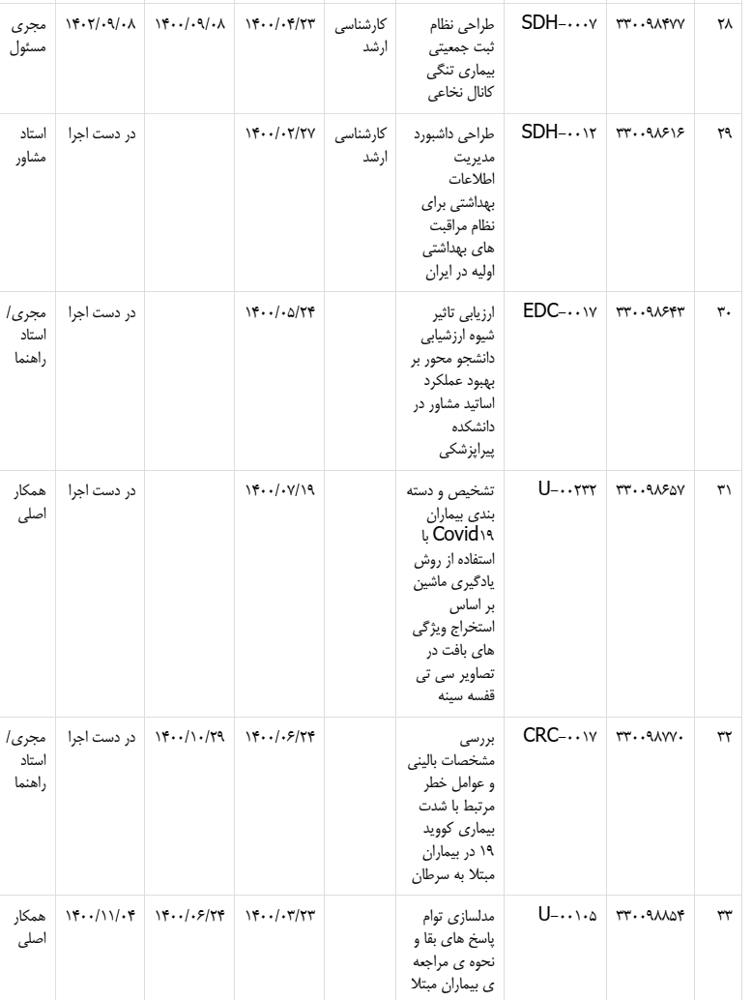 ۲۸ ۳۳۰۰۹۸۴۷۷ SDH-۰۰۰۷ طراحی نظام کارشناسی ۱۴۰۰/۰۴/۲۳ ۱۴۰۰/۰۹/۰۸ ۱۴۰۲/۰۹/۰۸ مجری
ثبت جمعیتی ارشد مسئول
بیماری تنگی
کانال نخاعی
۲۹ ۳۳۰۰۹۸۶۱۶ SDH-۰۰۱۲ طراحی داشبورد کارشناسی ۱۴۰۰/۰۲/۲۷ در دست اجرا استاد
مدیریت ارشد مشاور
اطلاعات
بهداشتی برای
نظام مراقبت
های بهداشتی
اولیه در ایران
۳۰ ۳۳۰۰۹۸۶۴۳ EDC-۰۰۱۷ ارزیابی تاثیر ۱۴۰۰/۰۵/۲۴ در دست اجرا مجری/
شیوه ارزشیابی استاد
دانشجو محور بر راهنما
بهبود عملکرد
اساتید مشاور در
دانشکده
پیراپزشکی
۳۱ ۳۳۰۰۹۸۶۵۷ U-۰۰۲۳۲ تشخیص و دسته ۱۴۰۰/۰۷/۱۹ در دست اجرا همکار
بندی بیماران اصلی
Covid۱۹ با
استفاده از روش
یادگیری ماشین
بر اساس
استخراج ویژگی
های بافت در
تصاویر سی تی
قفسه سینه
۳۲ ۳۳۰۰۹۸۷۷۰ CRC-۰۰۱۷ بررسی ۱۴۰۰/۰۶/۲۴ ۱۴۰۰/۱۰/۲۹ در دست اجرا مجری/
مشخصات بالینی استاد
و عوامل خطر راهنما
مرتبط با شدت
بیماری کووید
۱۹ در بیماران
مبتلا به سرطان
۳۳ ۳۳۰۰۹۸۸۵۴ U-۰۰۱۰۵ مدلسازی توام ۱۴۰۰/۰۳/۲۳ ۱۴۰۰/۰۶/۲۴ ۱۴۰۰/۱۱/۰۴ همکار
پاسخ های بقا و اصلی
نحوه ی مراجعه
ی بیماران مبتلا